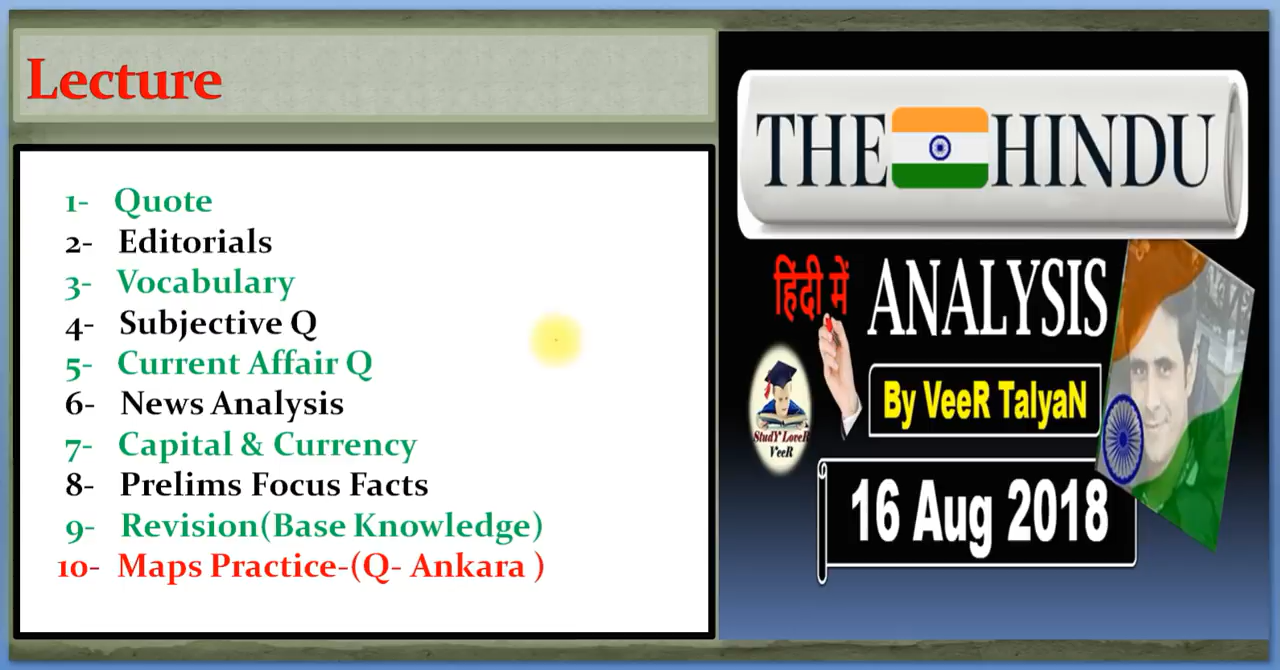 Lecture
1- Quote
2- Editorials
3- Vocabulary
4- Subjective Q
5- Current Affair Q
6- News Analysis
7- Capital & Currency
8- Prelims Focus Facts
9- Revision(Base Knowledge)
10- Maps Practice-(Q- Ankara )
THE HINDU
हिंदी में ANALYSIS
By VeeR TalyaN
StudY LoveR
VeeR
16 Aug 2018